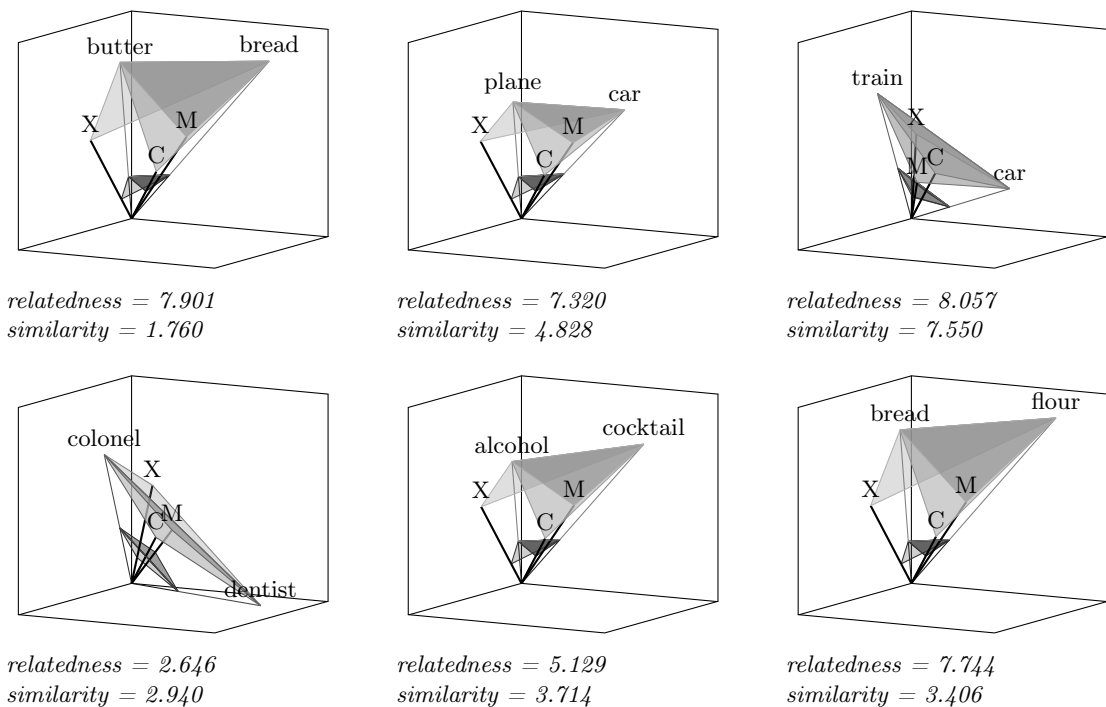 butter
bread
X
M
C
relatedness = 7.901
similarity = 1.760
plane
car
X
M
C
relatedness = 7.320
similarity = 4.828
train
X
M
C
car
relatedness = 8.057
similarity = 7.550
colonel
X
M
C
dentist
relatedness = 2.646
similarity = 2.940
alcohol
cocktail
X
M
C
relatedness = 5.129
similarity = 3.714
bread
flour
X
M
C
relatedness = 7.744
similarity = 3.406